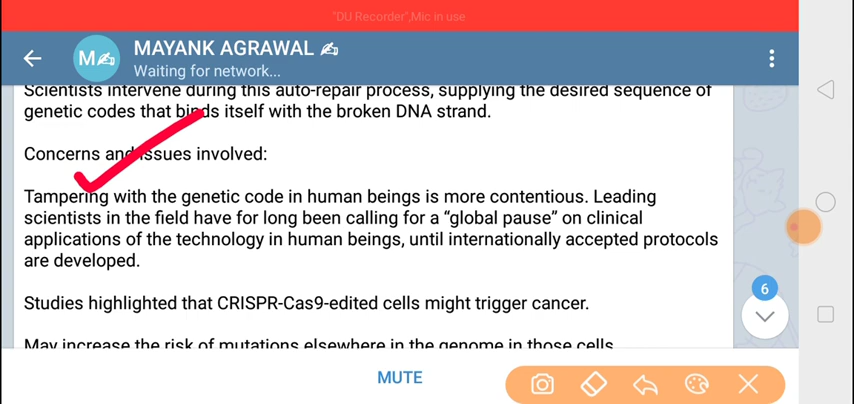 "DU Recorder",Mic in use
MAYANK AGRAWAL ✍
Waiting for network...
M✍
Scientists intervene during this auto-repair process, supplying the desired sequence of
genetic codes that binds itself with the broken DNA strand.
Concerns and issues involved:
Tampering with the genetic code in human beings is more contentious. Leading
scientists in the field have for long been calling for a “global pause” on clinical
applications of the technology in human beings, until internationally accepted protocols
are developed.
Studies highlighted that CRISPR-Cas9-edited cells might trigger cancer.
May increase the risk of mutations elsewhere in the genome in those cells
6
MUTE